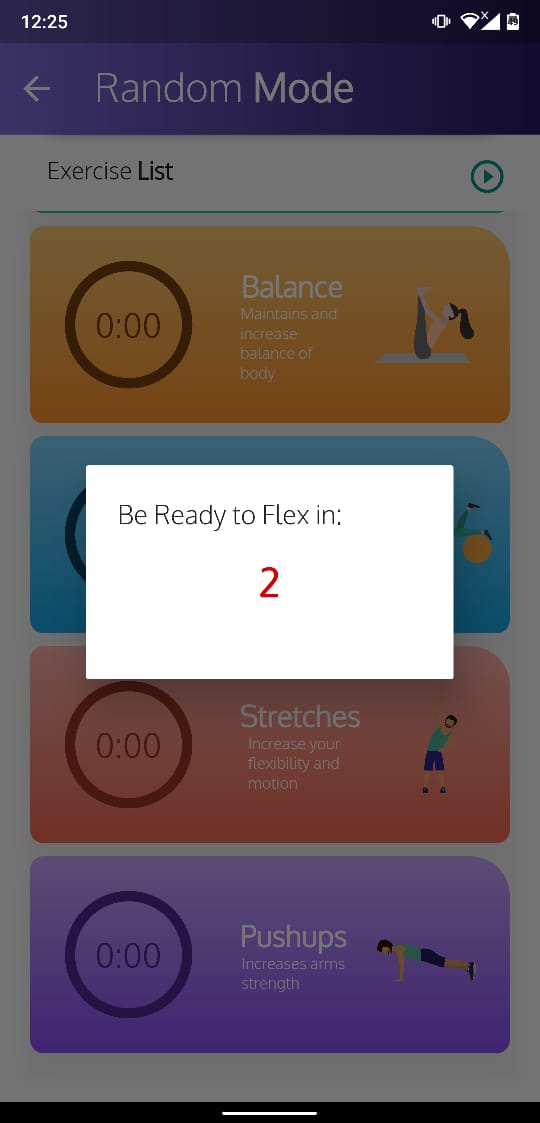 12:25
49
Random Mode
Exercise List
0:00
Balance
Maintains and
increase
balance of
body
Be Ready to Flex in:
2
0:00
Stretches
Increase your
flexibility and
motion
0:00
Pushups
Increases arms
strength